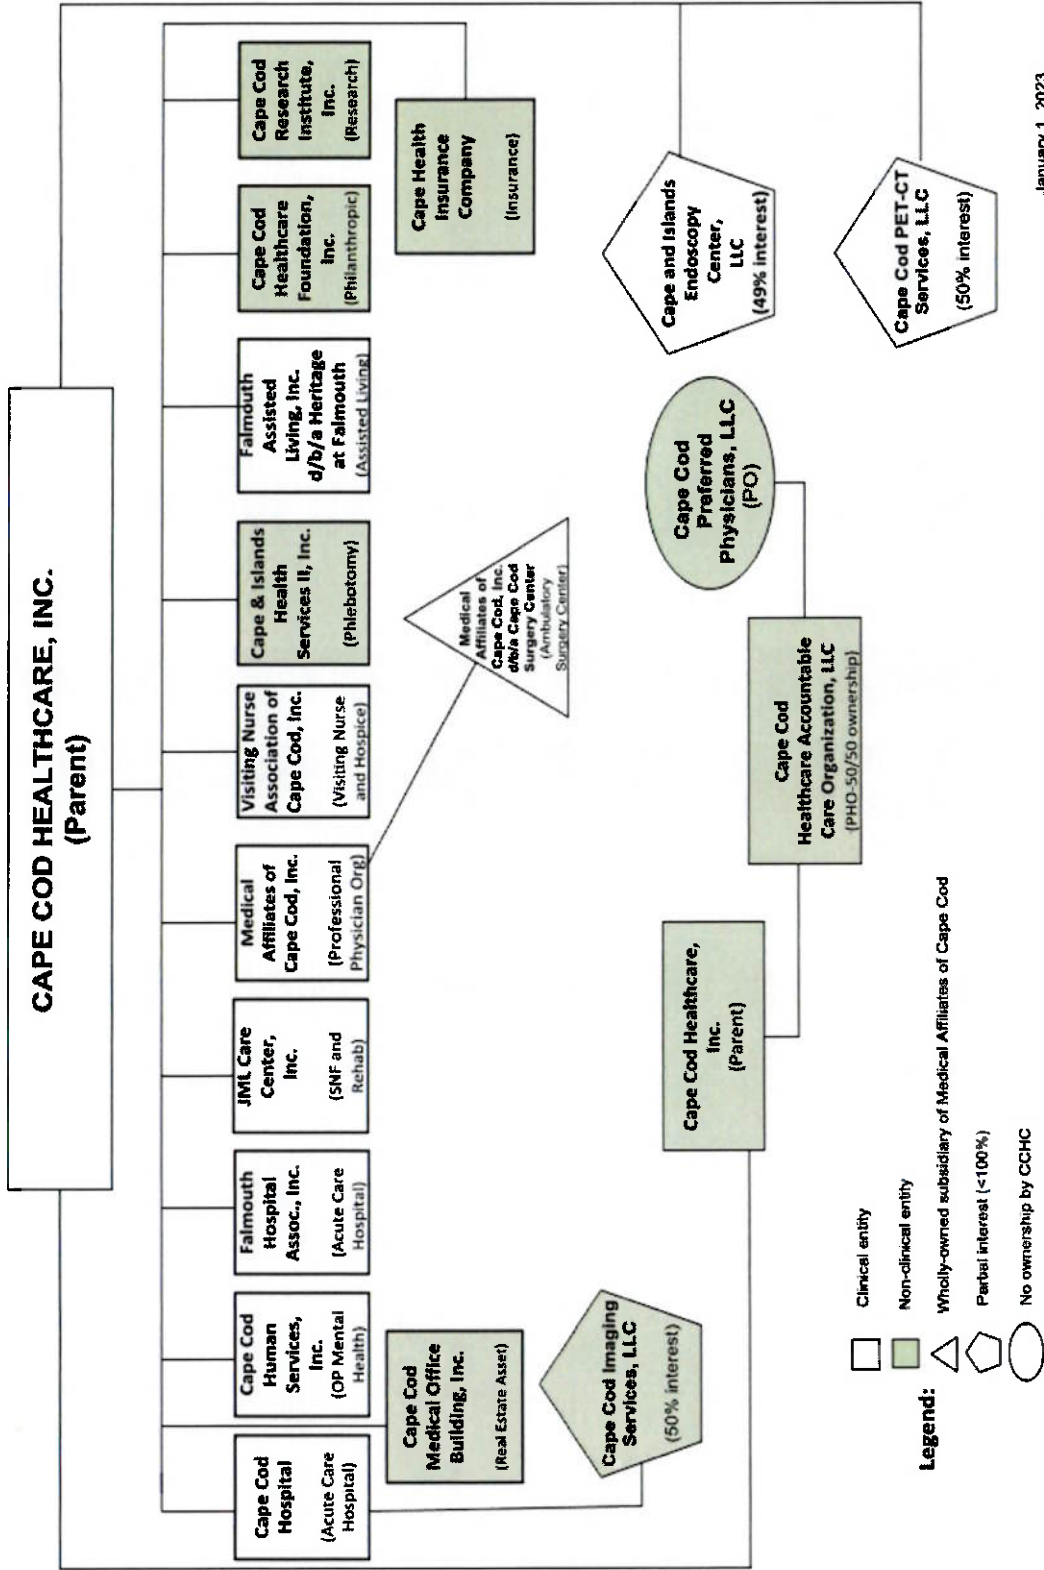 CAPE COD HEALTHCARE, INC.
(Parent)
Cape Cod
Hospital
(Acute Care
Hospital)
Cape Cod
Human
Services,
Inc.
(OP Mental
Health)
Falmouth
Hospital
Assoc., Inc.
(Acute Care
Hospital)
JML Care
Center,
Inc.
(SNF and
Rehab)
Medical
Affiliates of
Cape Cod, Inc.
(Professional
Physician Org)
Visiting Nurse
Association of
Cape Cod, Inc.
(Visiting Nurse
and Hospice)
Cape & Islands
Health
Services II, Inc.
(Phlebotomy)
Falmouth
Assisted
Living, Inc.
d/b/a Heritage
at Falmouth
(Assisted Living)
Cape Cod
Healthcare
Foundation,
Inc.
(Philanthropic)
Cape Cod
Research
Institute,
Inc.
(Research)
Cape Cod
Medical Office
Building, Inc.
(Real Estate Asset)
Cape Health
Insurance
Company
(Insurance)
Medical
Affiliates of
Cape Cod, Inc.
d/b/a Cape Cod
Surgery Center
(Ambulatory
Surgery Center)
Cape Cod Imaging
Services, LLC
(50% interest)
Cape and Islands
Endoscopy
Center,
LLC
(49% interest)
Cape Cod Preferred
Physicians, LLC
(PO)
Cape Cod Healthcare,
Inc.
(Parent)
Cape Cod
Healthcare Accountable
Care Organization, LLC
(PHO-50/50 ownership)
Cape Cod PET-CT
Services, LLC
(50% interest)
Legend:
Clinical entity
Non-clinical entity
Wholly-owned subsidiary of Medical Affiliates of Cape Cod
Partial interest (<100%)
No ownership by CCHC
January 1, 2023